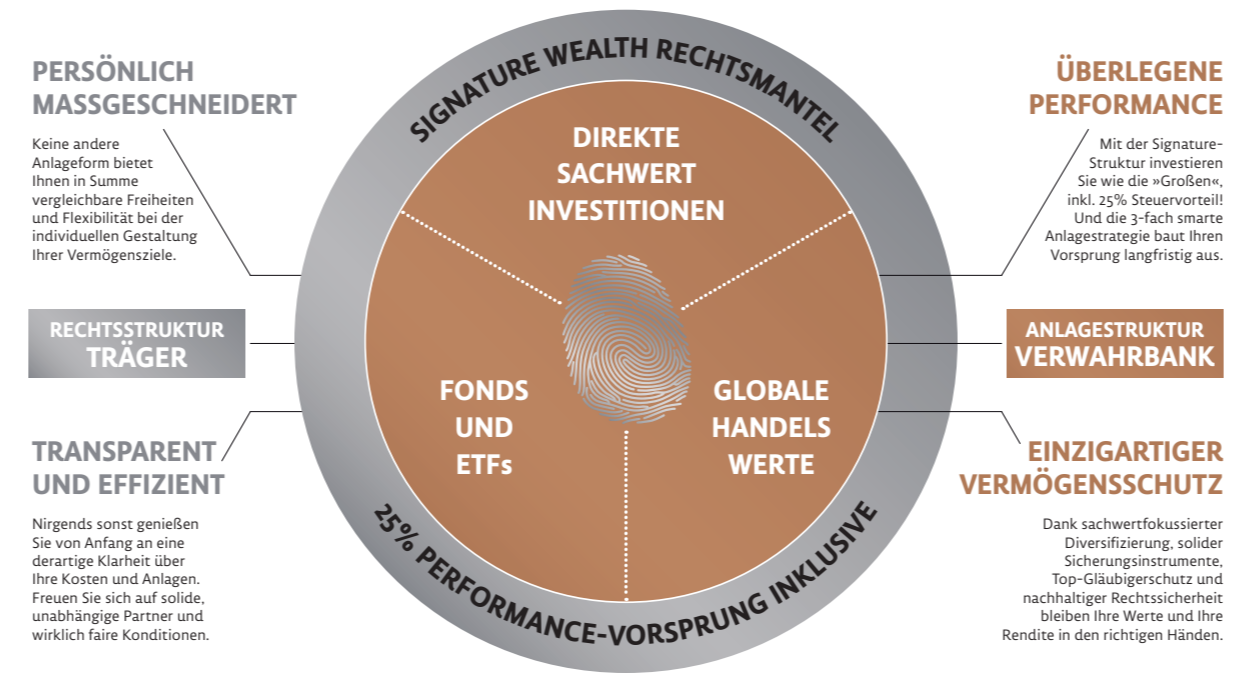 PERSÖNLICH
MASSGESCHNEIDERT
Keine andere
Anlageform bietet
Ihnen in Summe
vergleichbare Freiheiten
und Flexibilität bei der
individuellen Gestaltung
Ihrer Vermögensziele.
RECHTSSTRUKTUR
TRÄGER
TRANSPARENT
UND EFFIZIENT
Nirgends sonst genießen
Sie von Anfang an eine
derartige Klarheit über
Ihre Kosten und Anlagen.
Freuen Sie sich auf solide,
unabhängige Partner und
wirklich faire Konditionen.
SIGNATURE WEALTH RECHTSMANTEL
DIREKTE
SACHWERT
INVESTITIONEN
FONDS
UND
ETFs
GLOBALE
HANDELS
WERTE
25% PERFORMANCE-VORSPRUNG INKLUSIVE
ÜBERLEGENE
PERFORMANCE
Mit der Signature-
Struktur investieren
Sie wie die »Großen«,
inkl. 25% Steuervorteil!
Und die 3-fach smarte
Anlagestrategie baut Ihren
Vorsprung langfristig aus.
ANLAGESTRUKTUR
VERWAHRBANK
EINZIGARTIGER
VERMÖGENSSCHUTZ
Dank sachwertfokussierter
Diversifizierung, solider
Sicherungsinstrumente,
Top-Gläubigerschutz und
nachhaltiger Rechtssicherheit
bleiben Ihre Werte und Ihre
Rendite in den richtigen Händen.